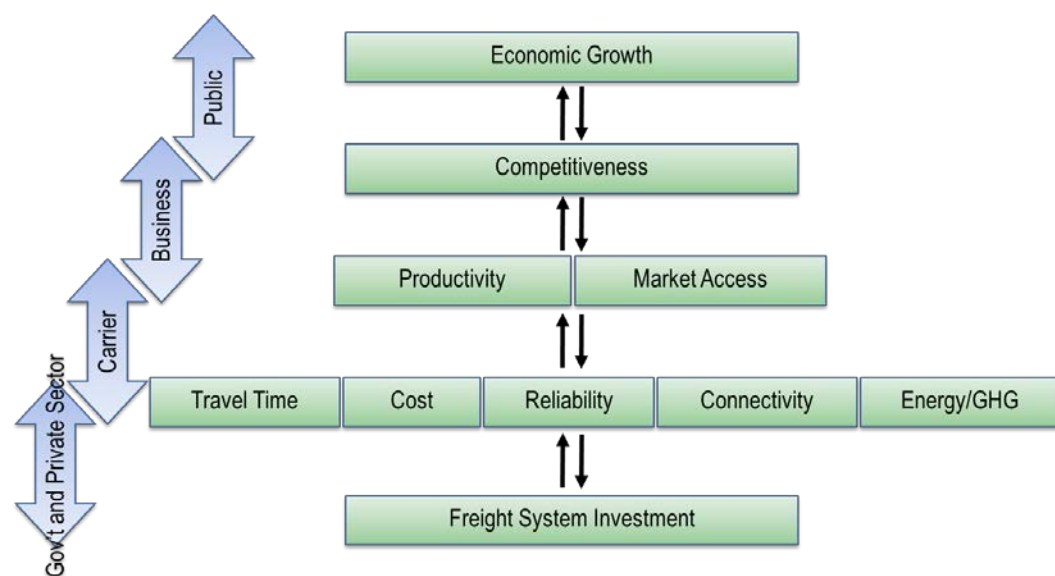 Public
Economic Growth
Business
Competitiveness
Carrier
Productivity
Market Access
Gov't and Private Sector
Travel Time
Cost
Reliability
Connectivity
Energy/GHG
Freight System Investment